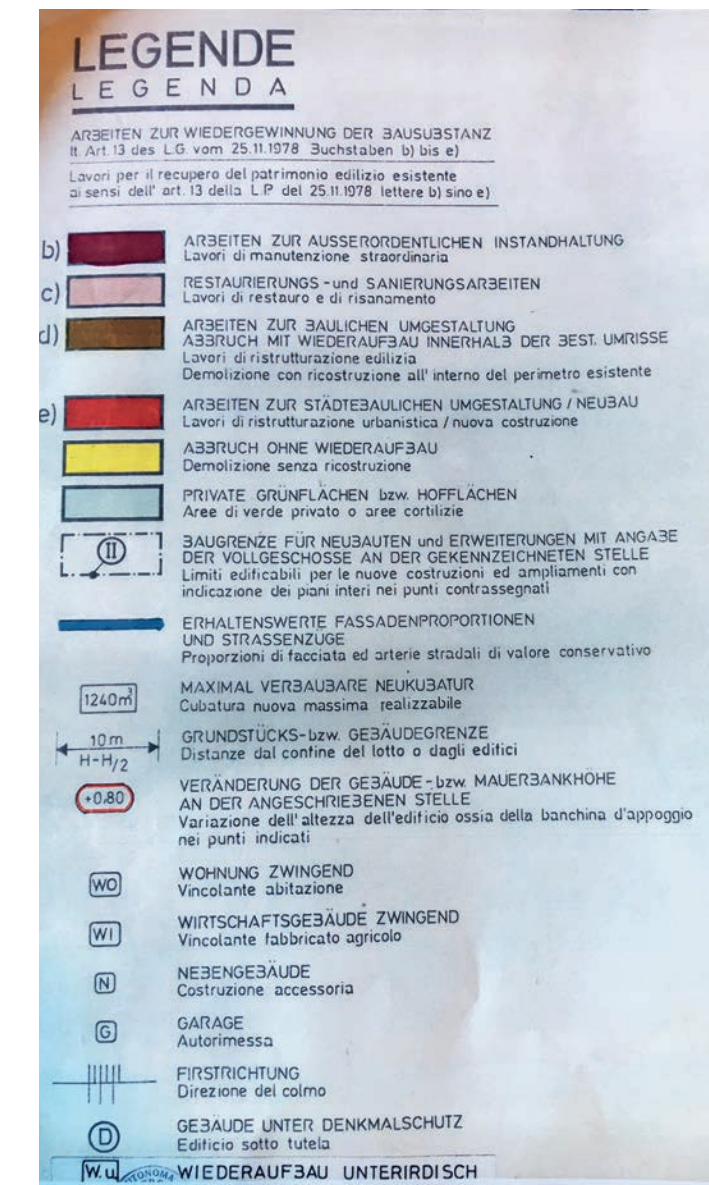 LEGENDE
LEGENDA
ARBEITEN ZUR WIEDERGEWINNUNG DER BAUSUBSTANZ
lt. Art. 13 des L.G. vom 25.11.1978 Buchstaben b) bis e)
Lavori per il recupero del patrimonio edilizio esistente
ai sensi dell' art. 13 della L.P. del 25.11.1978 lettere b) sino e)
b) ARBEITEN ZUR AUSSERORDENTLICHEN INSTANDHALTUNG
Lavori di manutenzione straordinaria
c) RESTAURIERUNGS - und SANIERUNGSARBEITEN
Lavori di restauro e di risanamento
d) ARBEITEN ZUR BAULICHEN UMGESTALTUNG
ABBRUCH MIT WIEDERAUFBAU INNERHALB DER BEST. UMRISSE
Lavori di ristrutturazione edilizia
Demolizione con ricostruzione all' interno del perimetro esistente
e) ARBEITEN ZUR STÄDTEBAULICHEN UMGESTALTUNG / NEUBAU
Lavori di ristrutturazione urbanistica / nuova costruzione
ABBRUCH OHNE WIEDERAUFBAU
Demolizione senza ricostruzione
PRIVATE GRÜNFLÄCHEN bzw. HOFFLÄCHEN
Aree di verde privato o aree cortilizie
II BAUGRENZE FÜR NEUBAUTEN und ERWEITERUNGEN MIT ANGABE
DER VOLLGESCHOSSE AN DER GEKENNZEICHNETEN STELLE
Limiti edificabili per le nuove costruzioni ed ampliamenti con
indicazione dei piani interi nei punti contrassegnati
ERHALTENSWERTE FASSADENPROPORTIONEN
UND STRASSENZÜGE
Proporzioni di facciata ed arterie stradali di valore conservativo
1240m³ MAXIMAL VERBAUBARE NEUKUBATUR
Cubatura nuova massima realizzabile
10 m GRUNDSTÜCKS- bzw. GEBÄUDEGRENZE
H-H/2 Distanze dal confine del lotto o dagli edifici
+0.80 VERÄNDERUNG DER GEBÄUDE- bzw. MAUERBANKHÖHE
AN DER ANGESCHRIEBENEN STELLE
Variazione dell'altezza dell'edificio ossia della banchina d'appoggio
nei punti indicati
WO WOHNUNG ZWINGEND
Vincolante abitazione
WI WIRTSCHAFTSGEBÄUDE ZWINGEND
Vincolante fabbricato agricolo
N NEBENGEBÄUDE
Costruzione accessoria
G GARAGE
Autorimessa
FIRSTRICHTUNG
Direzione del colmo
D GEBÄUDE UNTER DENKMALSCHUTZ
Edificio sotto tutela
W.u WIEDERAUFBAU UNTERIRDISCH